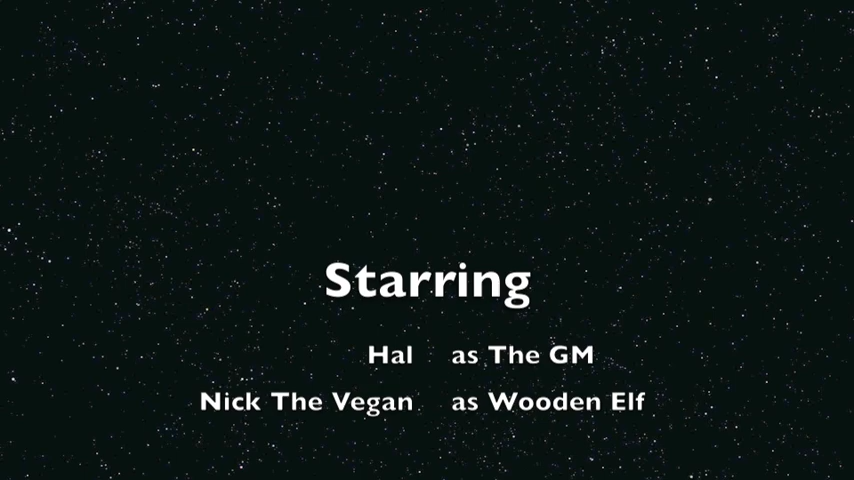 Starring
Hal as The GM
Nick The Vegan as Wooden Elf